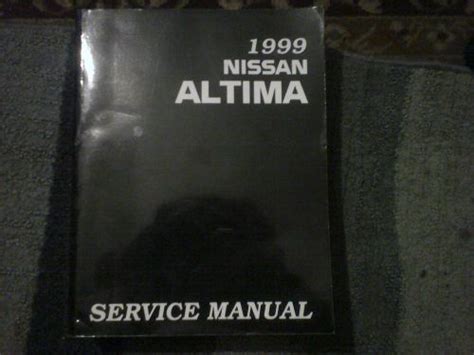 1999
NISSAN
ALTIMA
SERVICE MANUAL